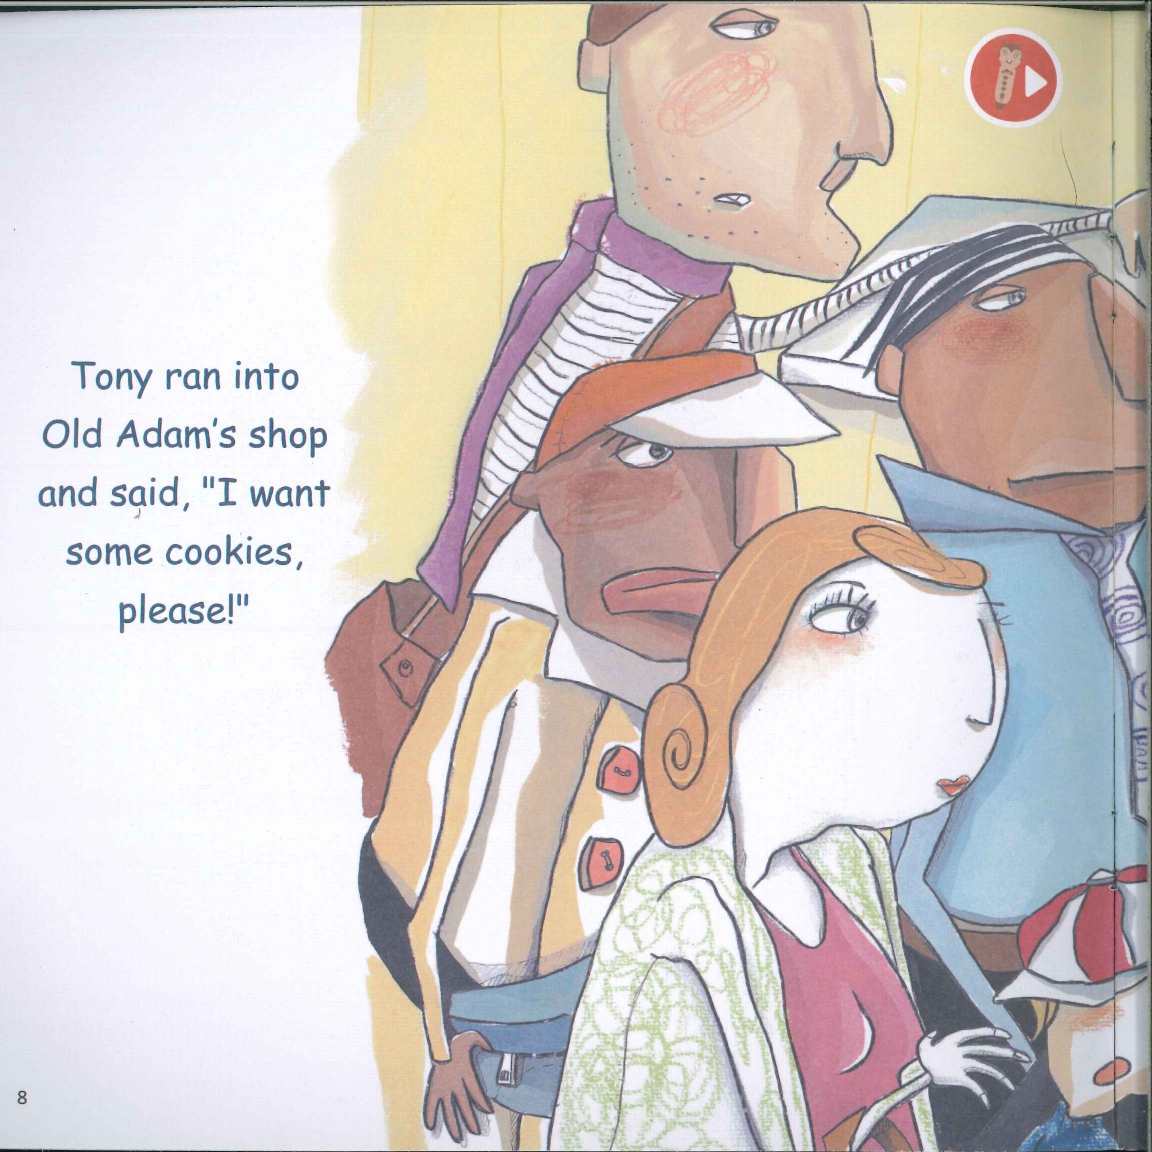 Tony ran into
Old Adam's shop
and said, "I want
some cookies,
please!"
8